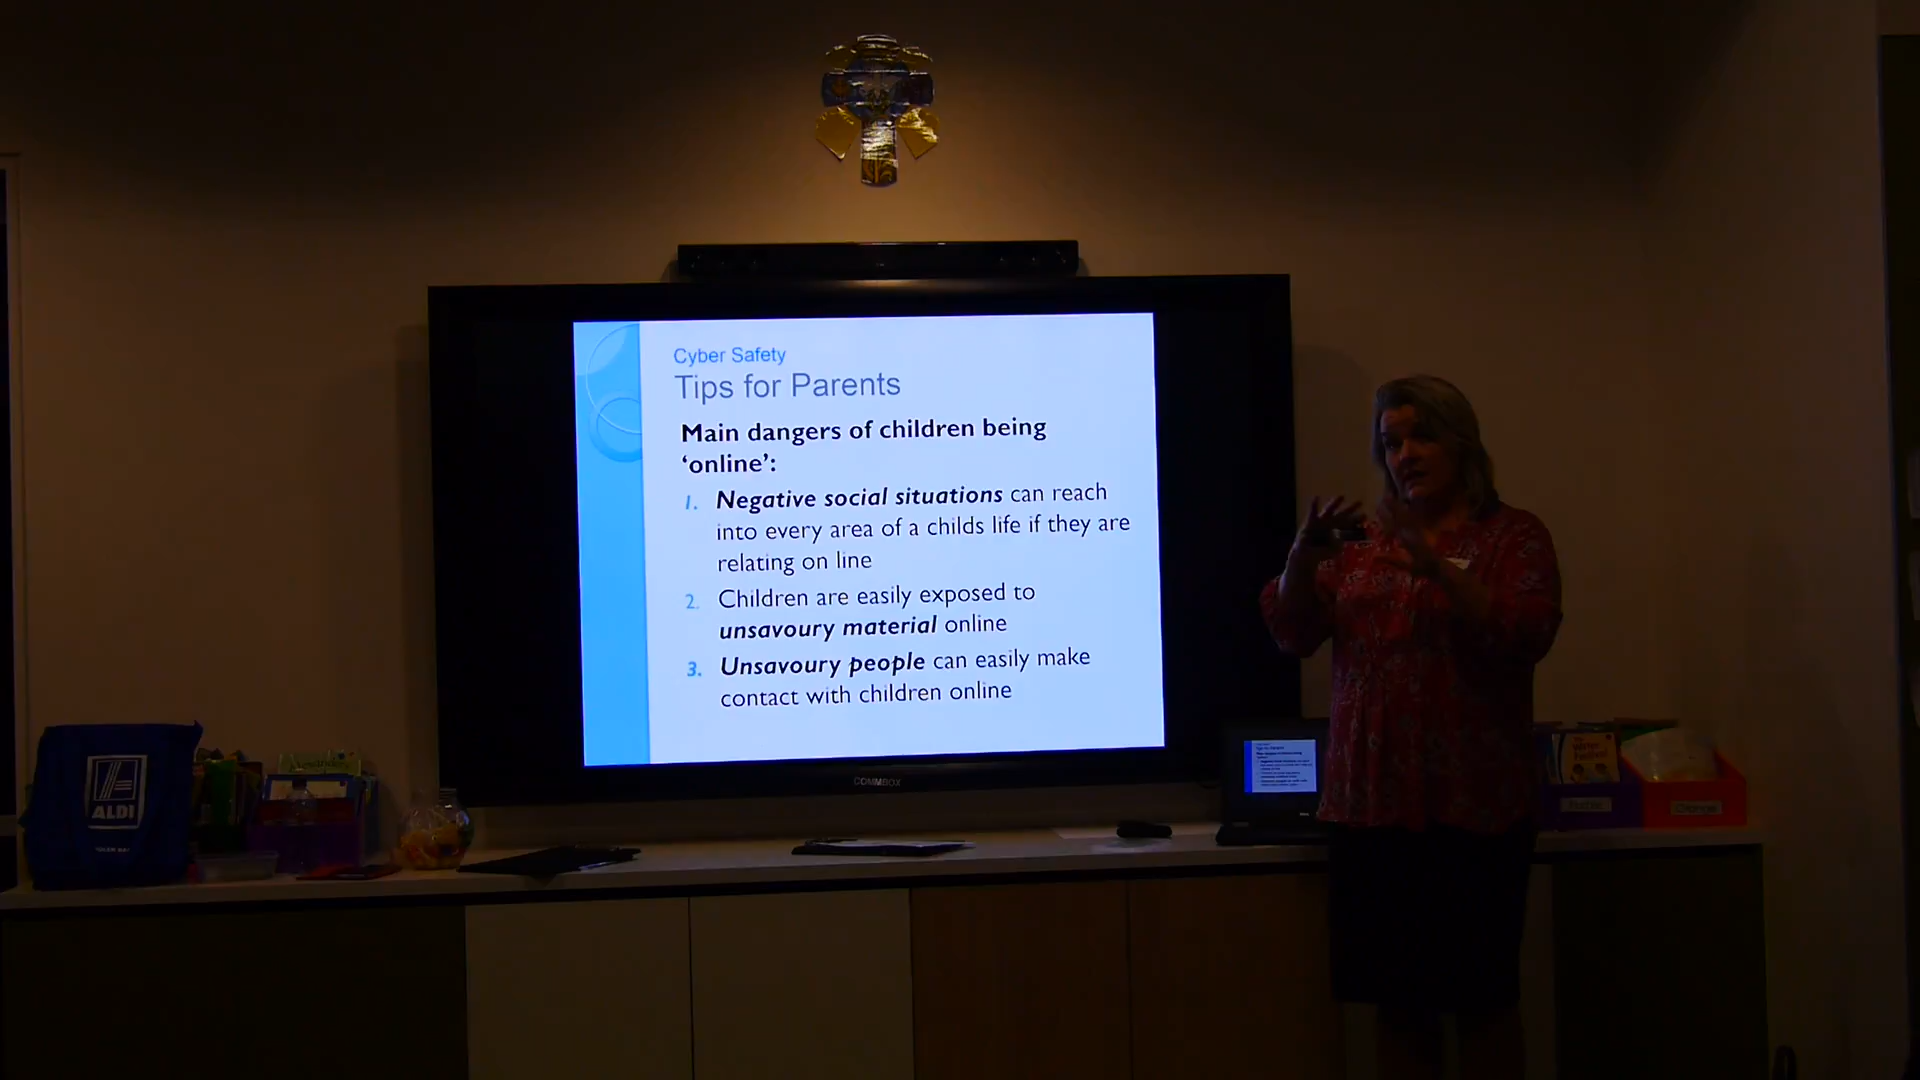 Cyber Safety
Tips for Parents
Main dangers of children being
‘online’:
1. Negative social situations can reach
into every area of a childs life if they are
relating on line
2. Children are easily exposed to
unsavoury material online
3. Unsavoury people can easily make
contact with children online
COMMBOX
ALDI